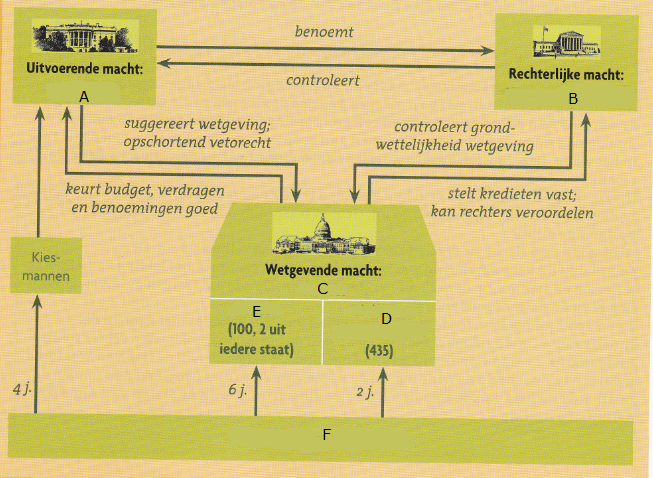 benoemt
Uitvoerende macht:
A
controleert
Rechterlijke macht:
B
suggereert wetgeving;
opschortend vetorecht
controleert grond-
wettelijkheid wetgeving
keurt budget, verdragen
en benoemingen goed
stelt kredieten vast;
kan rechters veroordelen
Kies-
mannen
Wetgevende macht:
C
E
(100, 2 uit
iedere staat)
D
(435)
4 j.
6 j.
2 j.
F